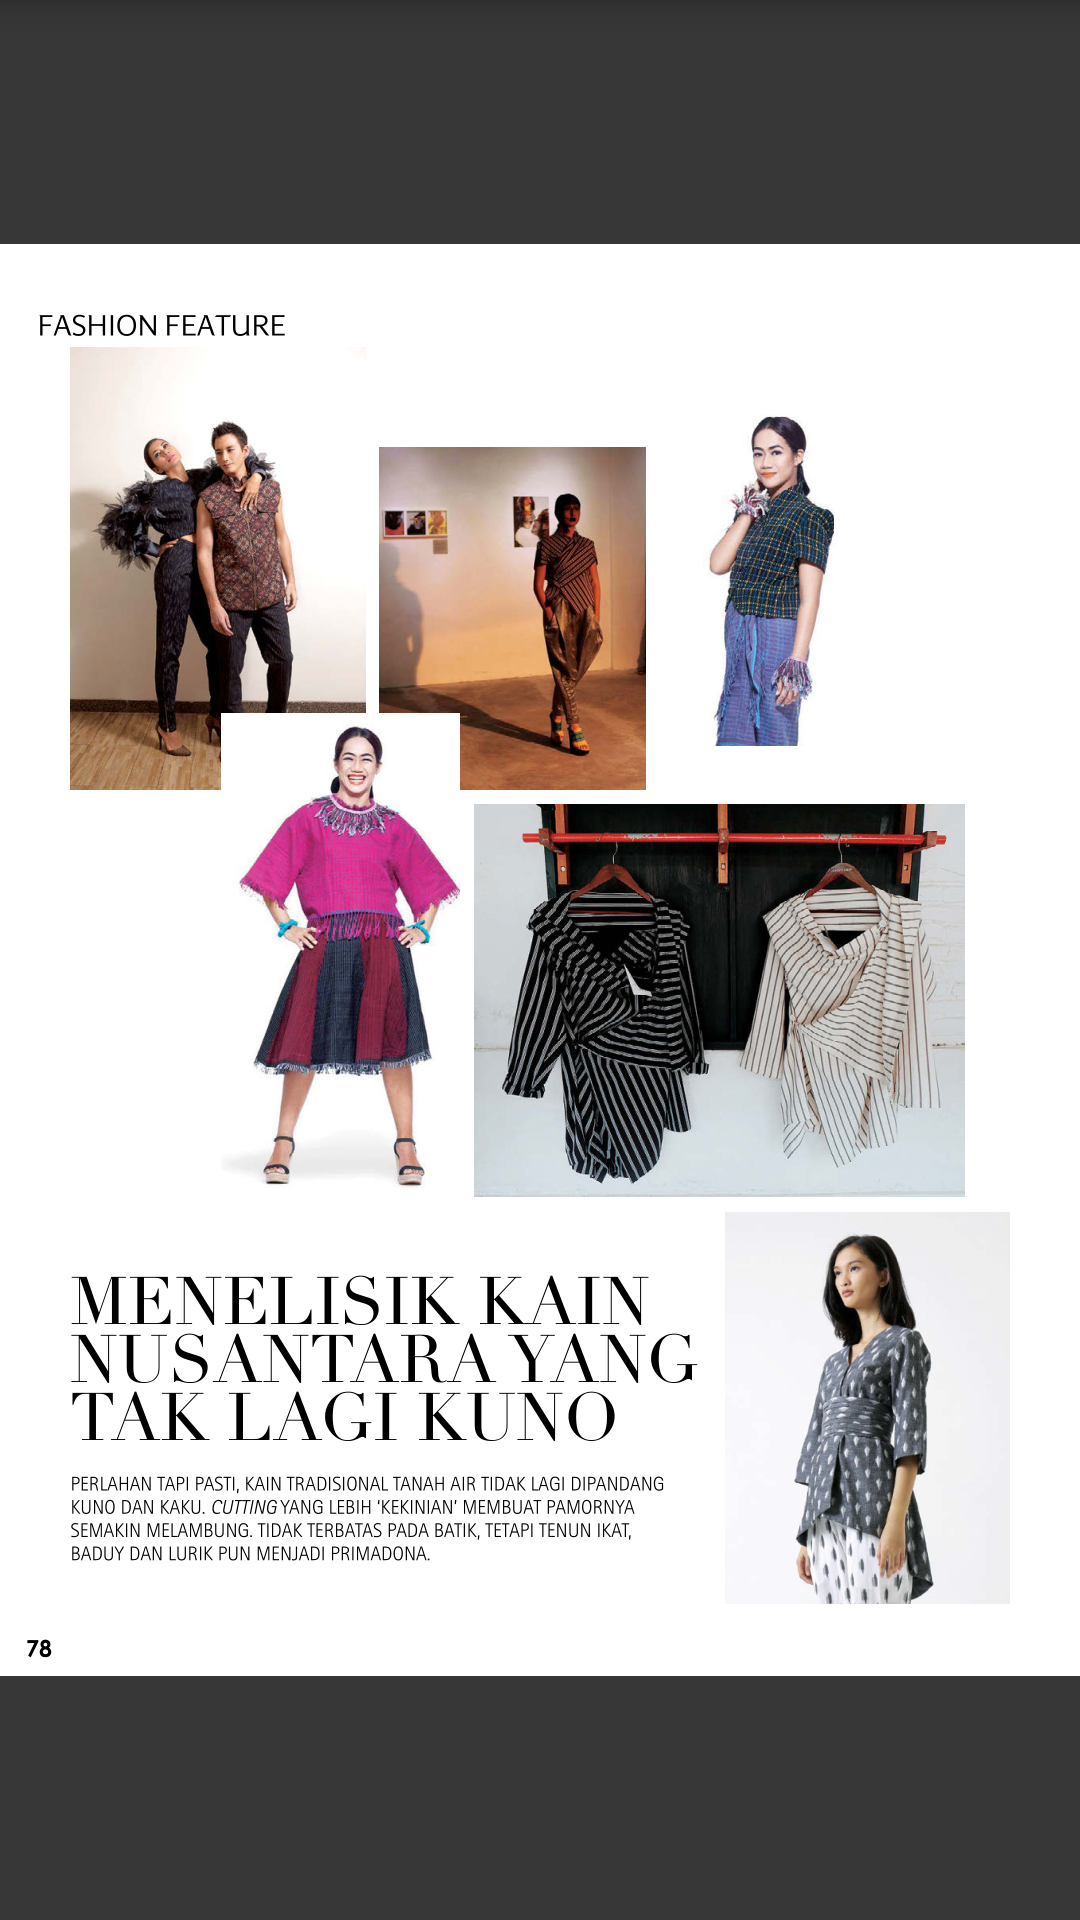 FASHION FEATURE
MENELISIK KAIN
NUSANTARA YANG
TAK LAGI KUNO
PERLAHAN TAPI PASTI, KAIN TRADISIONAL TANAH AIR TIDAK LAGI DIPANDANG
KUNO DAN KAKU. CUTTING YANG LEBIH ‘KEKINIAN’ MEMBUAT PAMORNYA
SEMAKIN MELAMBUNG. TIDAK TERBATAS PADA BATIK, TETAPI TENUN IKAT,
BADUY DAN LURIK PUN MENJADI PRIMADONA.
78